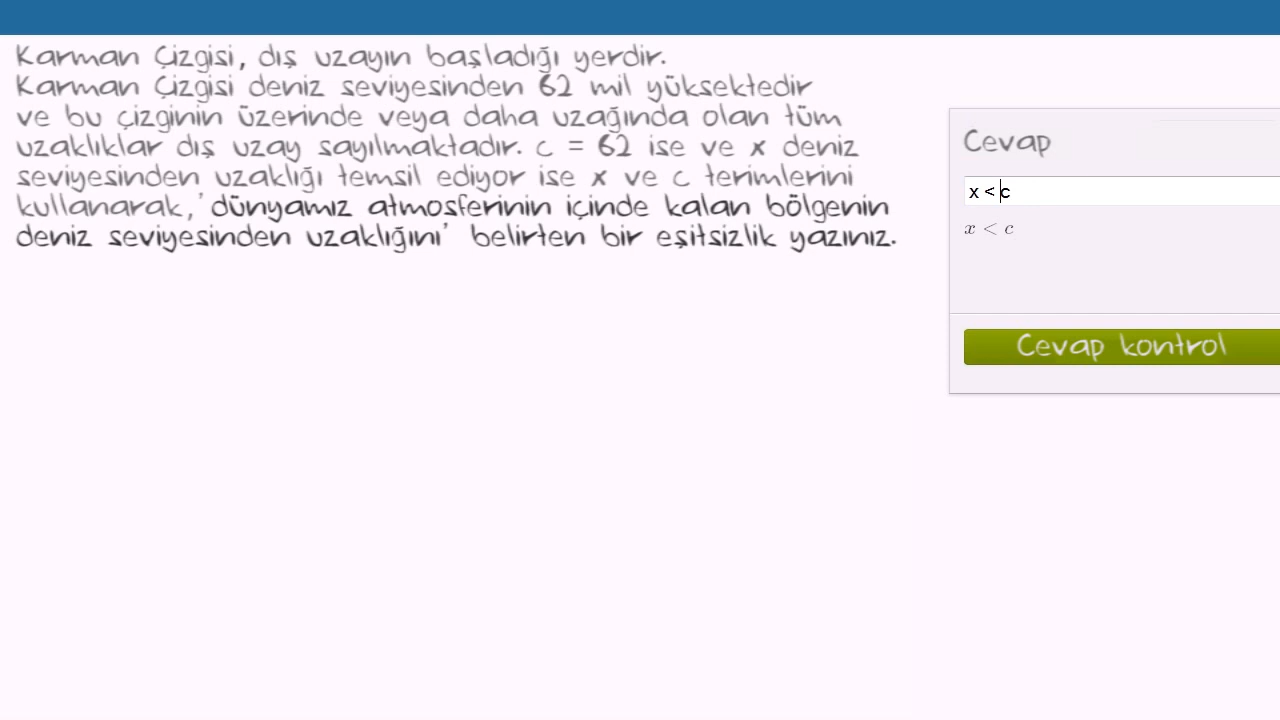 Karman Çizgisi, dış uzayın başladığı yerdir.
Karman Çizgisi deniz seviyesinden 62 mil yüksektedir
ve bu çizginin üzerinde veya daha uzağında olan tüm
uzaklıklar dış uzay sayılmaktadır. c = 62 ise ve x deniz
seviyesinden uzaklığı temsil ediyor ise x ve c terimlerini
kullanarak, 'dünyamız atmosferinin içinde kalan bölgenin
deniz seviyesinden uzaklığını' belirten bir eşitsizlik yazınız.
Cevap
x < c
x < c
Cevap kontrol